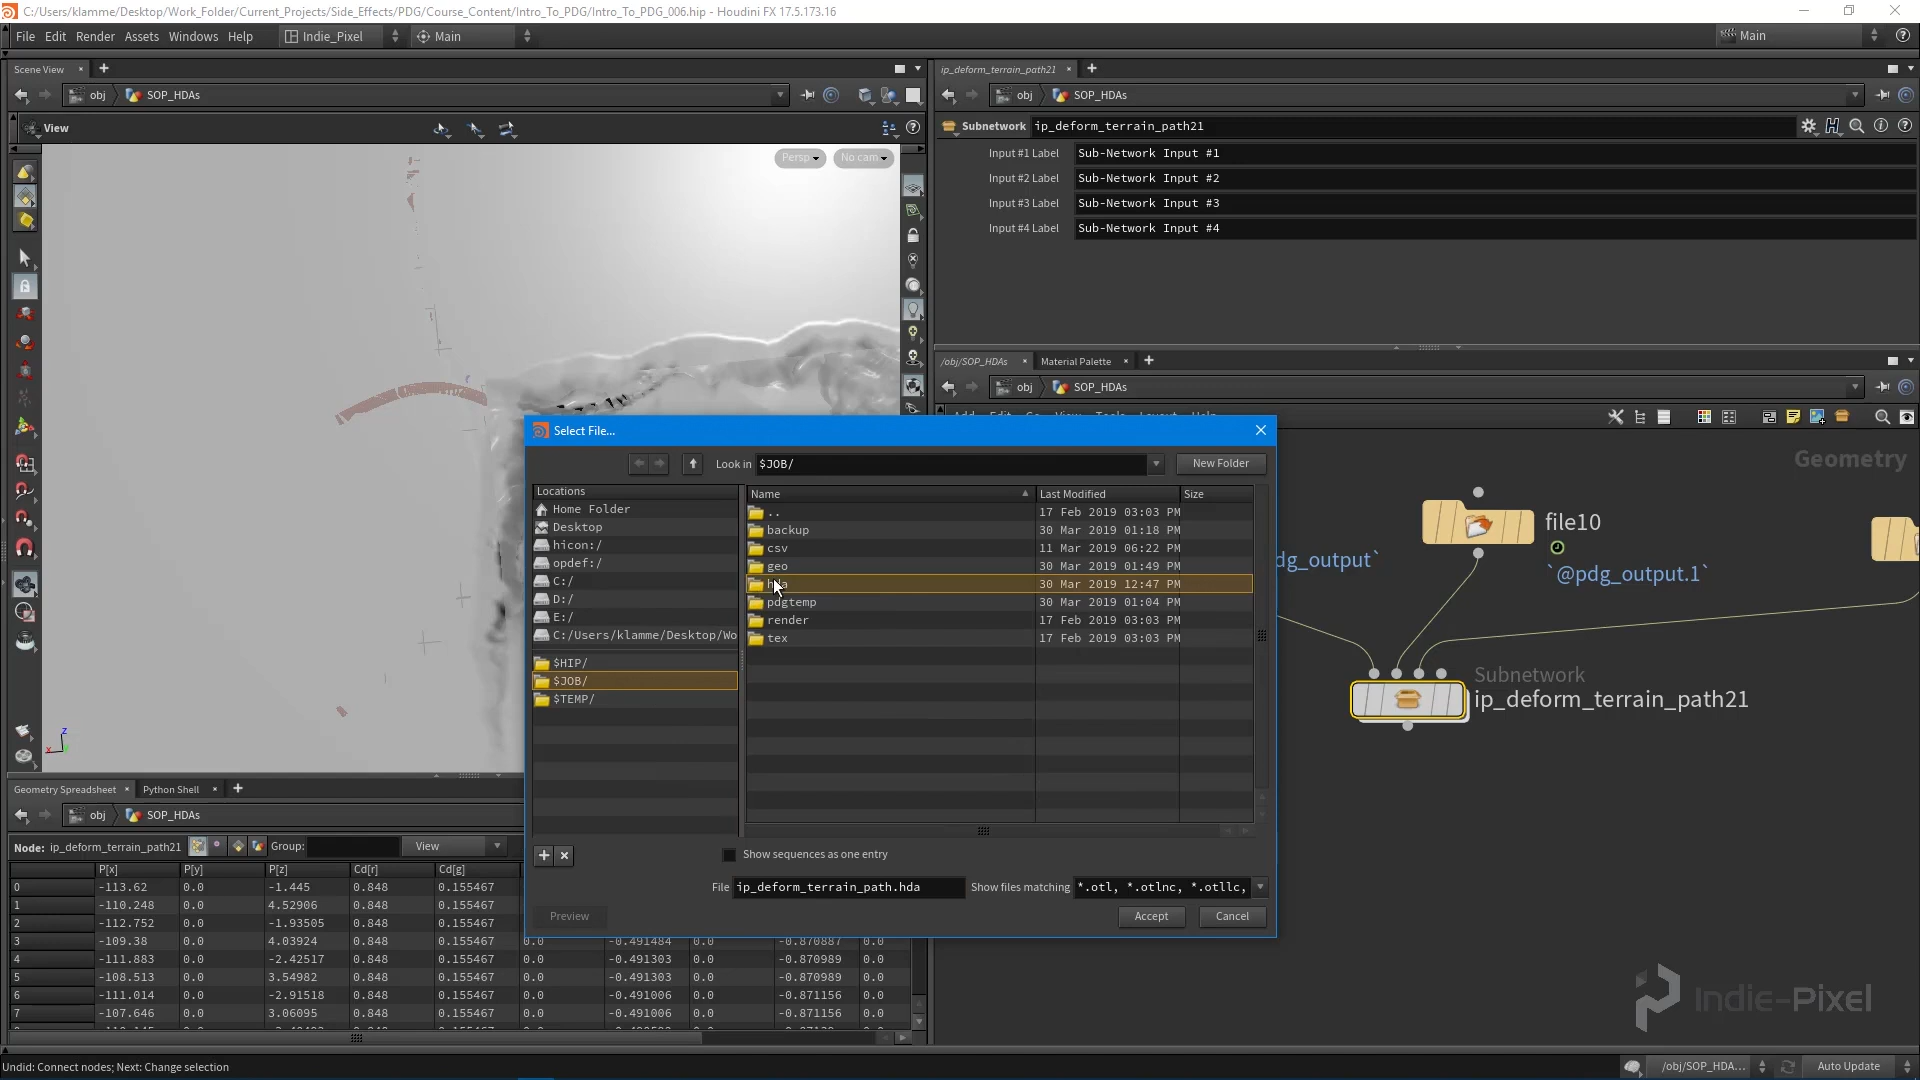 C:/Users/klamme/Desktop/Work_Folder/Current_Projects/Side_Effects/PDG/Course_Content/Intro_To_PDG/Intro_To_PDG_006.hip - Houdini FX 17.5.173.16
File Edit Render Assets Windows Help Indie_Pixel Main Main
Scene View
obj SOP_HDAs
View
Persp No cam
ip_deform_terrain_path21
obj SOP_HDAs
Subnetwork ip_deform_terrain_path21
Input #1 Label Sub-Network Input #1
Input #2 Label Sub-Network Input #2
Input #3 Label Sub-Network Input #3
Input #4 Label Sub-Network Input #4
/obj/SOP_HDAs Material Palette
obj SOP_HDAs
Geometry
file10
dg_output`
`@pdg_output.1`
Subnetwork
ip_deform_terrain_path21
Indie-Pixel
Select File...
Look in $JOB/ New Folder
Locations
Home Folder
Desktop
hicon:/
opdef:/
C:/
D:/
E:/
C:/Users/klamme/Desktop/Wo
$HIP/
$JOB/
$TEMP/
Name Last Modified Size
.. 17 Feb 2019 03:03 PM
backup 30 Mar 2019 01:18 PM
csv 11 Mar 2019 06:22 PM
geo 30 Mar 2019 01:49 PM
hda 30 Mar 2019 12:47 PM
pdgtemp 30 Mar 2019 01:04 PM
render 17 Feb 2019 03:03 PM
tex 17 Feb 2019 03:03 PM
Show sequences as one entry
File ip_deform_terrain_path.hda Show files matching *.otl, *.otlnc, *.otllc,
Preview Accept Cancel
Geometry Spreadsheet Python Shell
obj SOP_HDAs
Node: ip_deform_terrain_path21 Group: View
P[x] P[y] P[z] Cd[r] Cd[g]
0 -113.62 0.0 -1.445 0.848 0.155467
1 -110.248 0.0 4.52906 0.848 0.155467
2 -112.752 0.0 -1.93505 0.848 0.155467
3 -109.38 0.0 4.03924 0.848 0.155467 0.0 -0.491484 0.0 -0.870887 0.0
4 -111.883 0.0 -2.42517 0.848 0.155467 0.0 -0.491303 0.0 -0.870989 0.0
5 -108.513 0.0 3.54982 0.848 0.155467 0.0 -0.491303 0.0 -0.870989 0.0
6 -111.014 0.0 -2.91518 0.848 0.155467 0.0 -0.491006 0.0 -0.871156 0.0
7 -107.646 0.0 3.06095 0.848 0.155467 0.0 -0.491006 0.0 -0.871156 0.0
Undid: Connect nodes; Next: Change selection
/obj/SOP_HDA... Auto Update